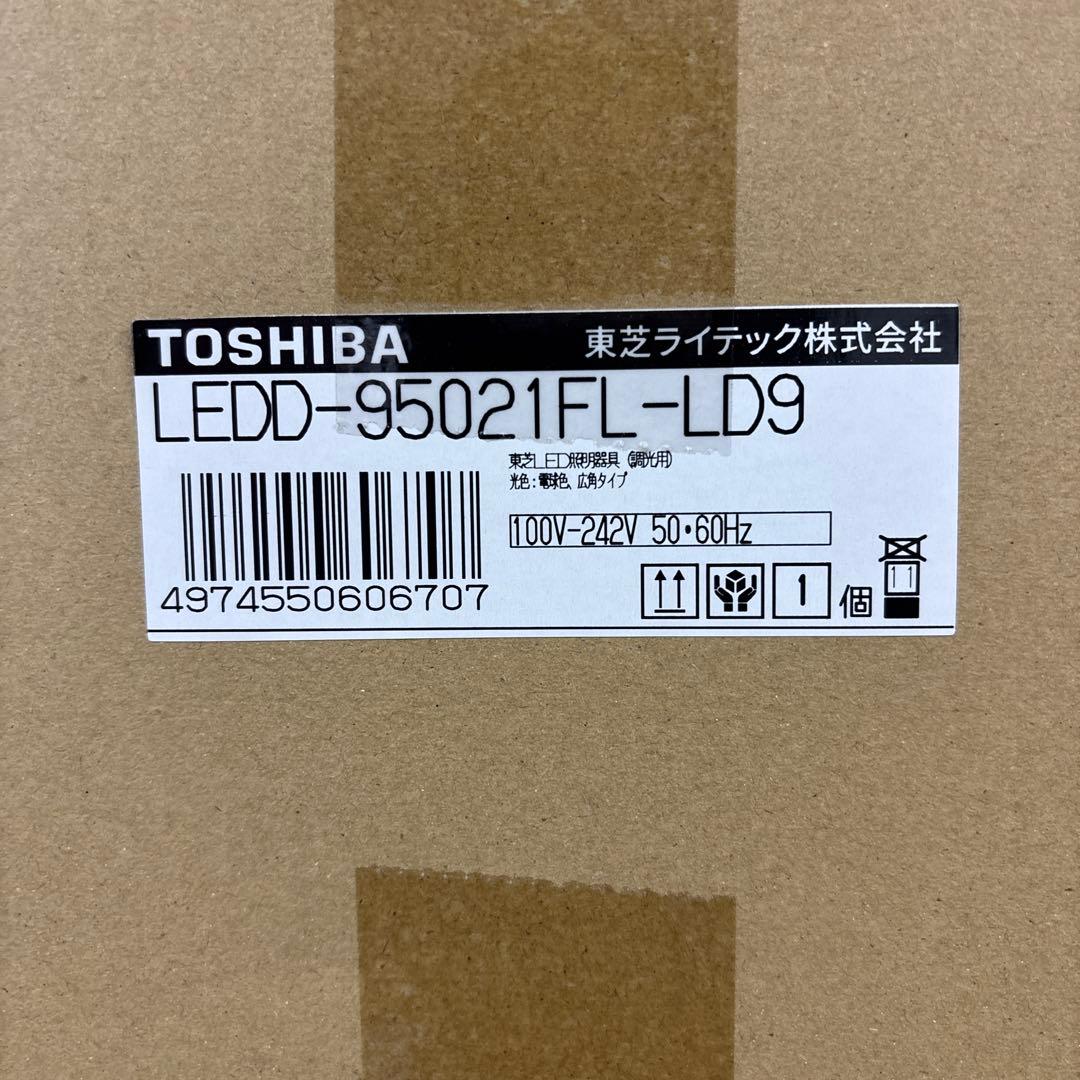 TOSHIBA 東芝ライテック株式会社
LEDD-95021FL-LD9
東芝LED照明器具 (調光用)
光色:電球色、広角タイプ
100V-242V 50・60Hz
4974550606707
1 個
11